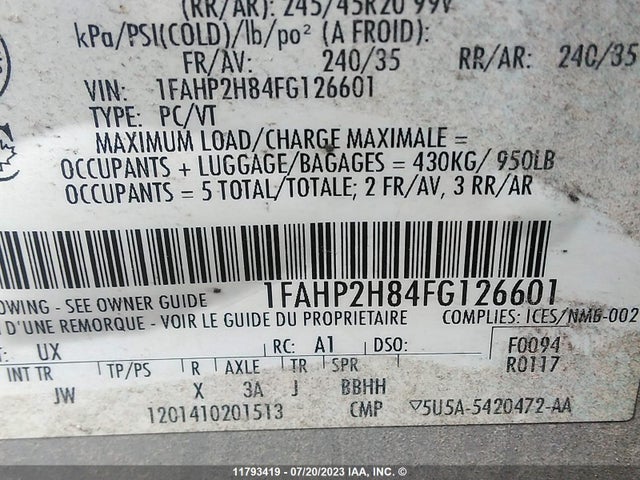 (RR/AR): 245/45R20 99V
kPa/PSI(COLD)/lb/po² (A FROID):
FR/AV: 240/35 RR/AR: 240/35
VIN: 1FAHP2H84FG126601
TYPE: PC/VT
MAXIMUM LOAD/CHARGE MAXIMALE =
OCCUPANTS + LUGGAGE/BAGAGES = 430KG/ 950LB
OCCUPANTS = 5 TOTAL/TOTALE; 2 FR/AV, 3 RR/AR
OWING - SEE OWNER GUIDE 1FAHP2H84FG126601
D'UNE REMORQUE - VOIR LE GUIDE DU PROPRIETAIRE COMPLIES: ICES/NMB-002
: UX RC: A1 DSO: F0094
INT TR TP/PS R AXLE TR SPR R0117
JW X 3A J BBHH
1201410201513 CMP ▽5U5A-5420472-AA
11793419 - 07/20/2023 IAA, INC. ©